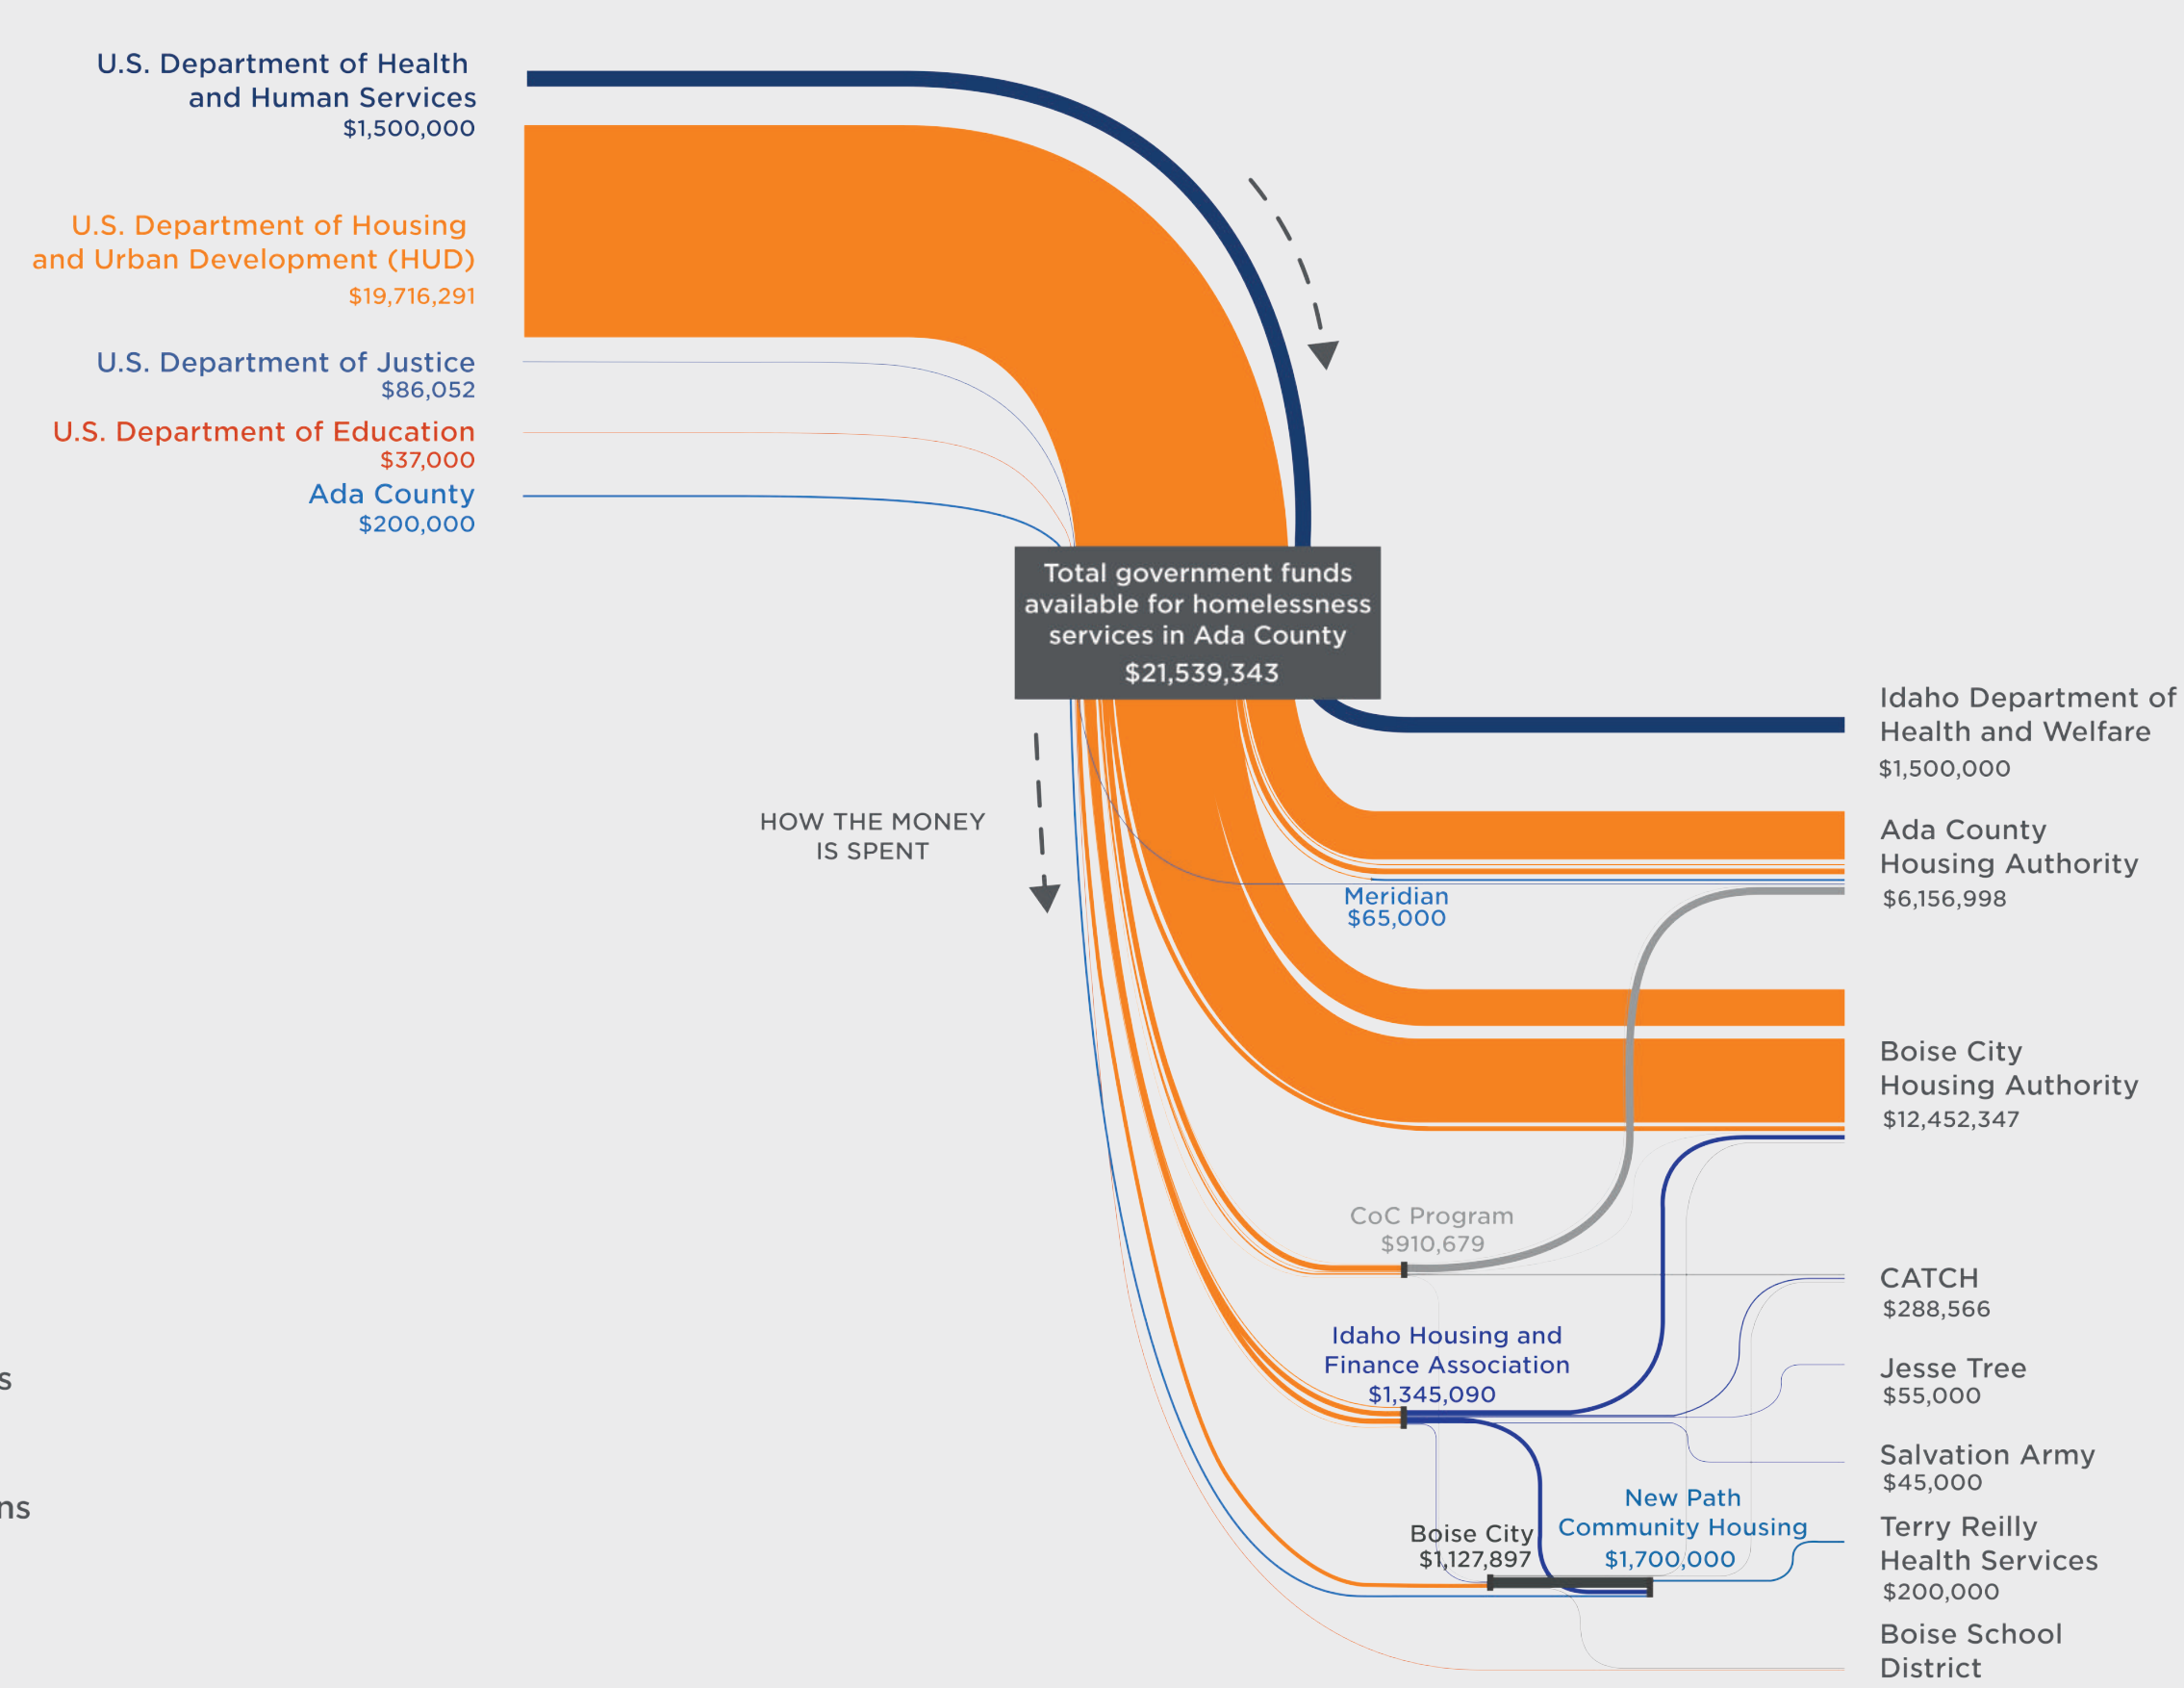 U.S. Department of Health
and Human Services
$1,500,000
U.S. Department of Housing
and Urban Development (HUD)
$19,716,291
U.S. Department of Justice
$86,052
U.S. Department of Education
$37,000
Ada County
$200,000
Total government funds
available for homelessness
services in Ada County
$21,539,343
HOW THE MONEY
IS SPENT
Idaho Department of
Health and Welfare
$1,500,000
Ada County
Housing Authority
$6,156,998
Meridian
$65,000
Boise City
Housing Authority
$12,452,347
CoC Program
$910,679
CATCH
$288,566
Idaho Housing and
Finance Association
$1,345,090
Jesse Tree
$55,000
s
Salvation Army
$45,000
ns
New Path
Community Housing
$1,700,000
Boise City
$1,127,897
Terry Reilly
Health Services
$200,000
Boise School
District